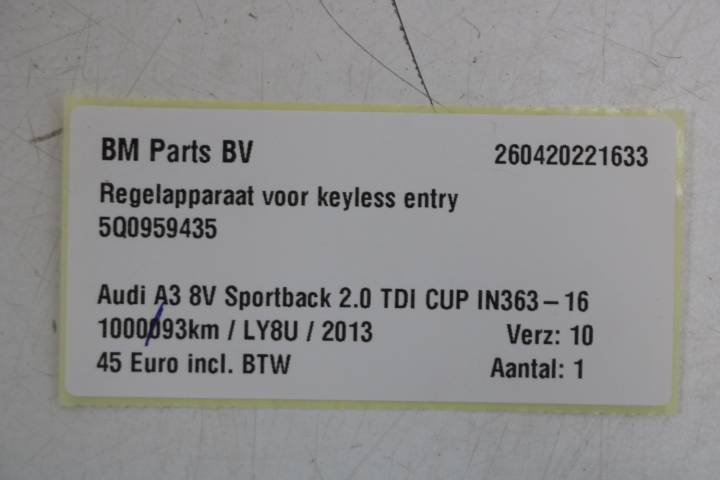 BM Parts BV 260420221633
Regelapparaat voor keyless entry
5Q0959435
Audi A3 8V Sportback 2.0 TDI CUP IN363 – 16
1000093km / LY8U / 2013 Verz: 10
45 Euro incl. BTW Aantal: 1